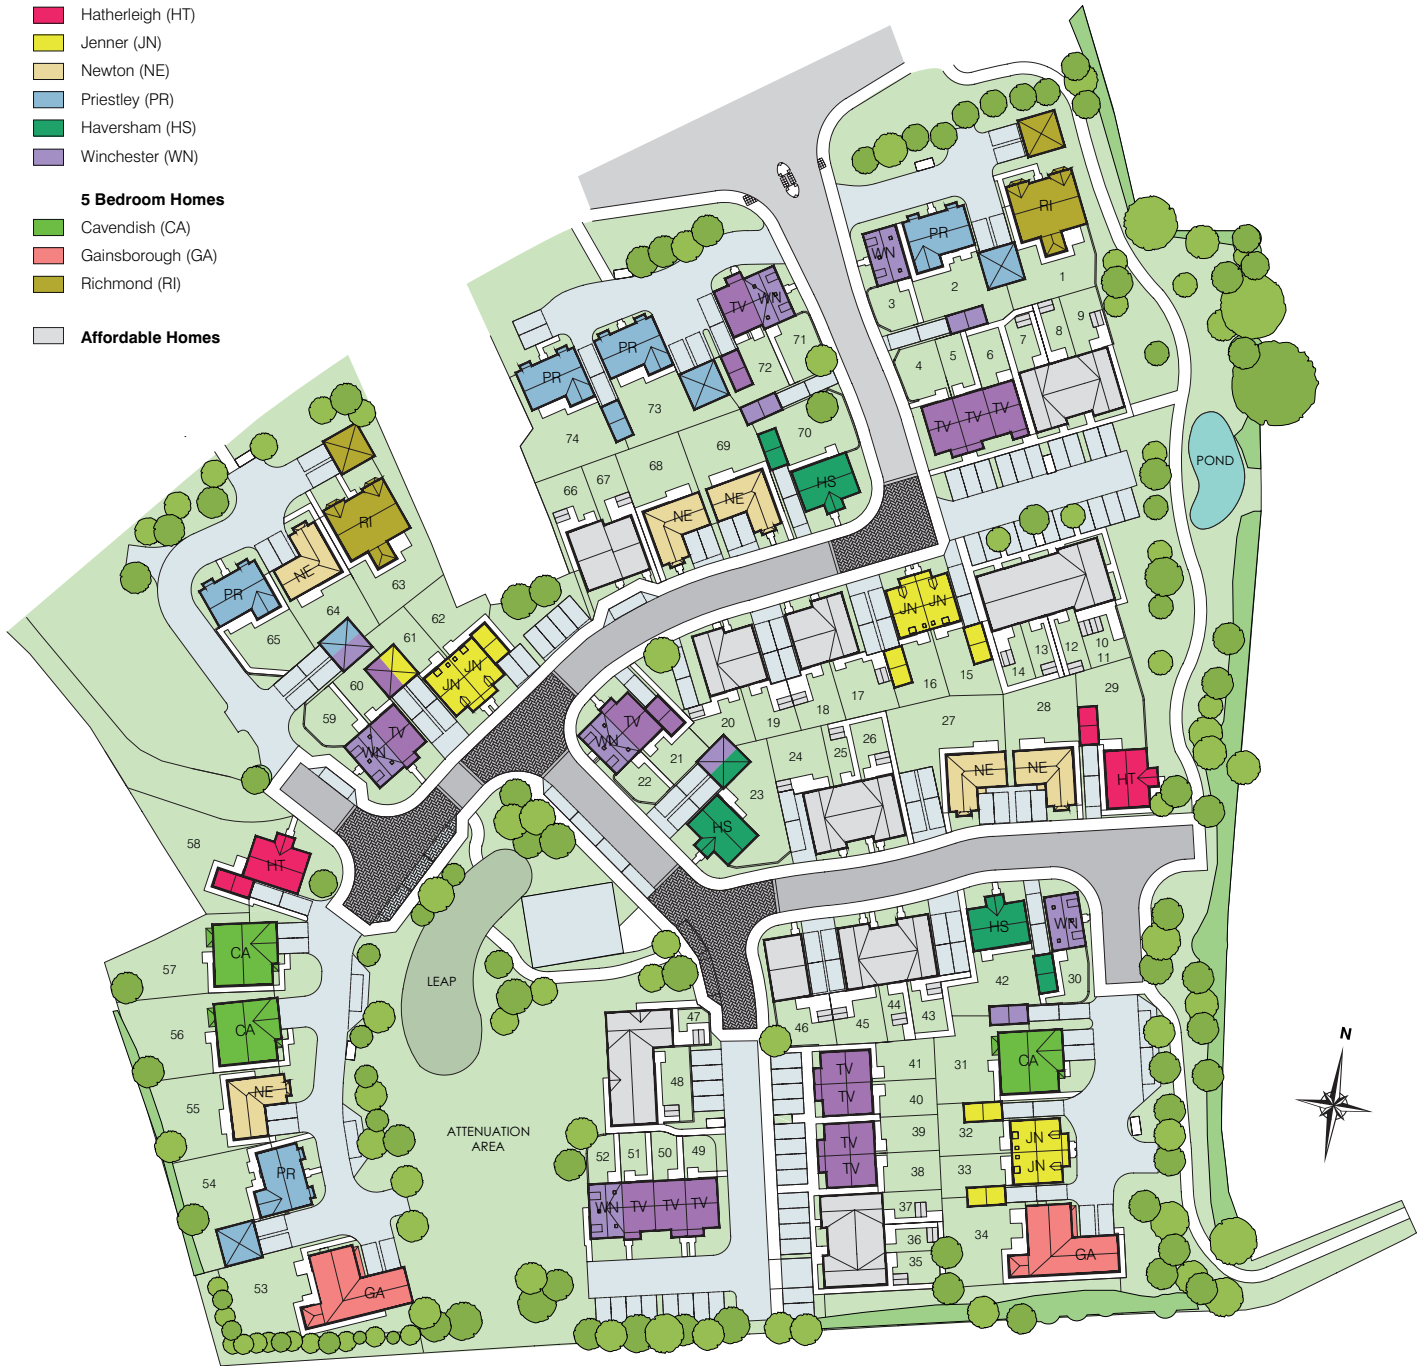 Hatherleigh (HT)
Jenner (JN)
Newton (NE)
Priestley (PR)
Haversham (HS)
Winchester (WN)
5 Bedroom Homes
Cavendish (CA)
Gainsborough (GA)
Richmond (RI)
Affordable Homes
RI
PR
WN
1
2
3
TV
WN
4
5
6
7
8
9
71
72
PR
PR
73
74
TV
TV
TV
70
69
68
67
66
POND
HS
NE
NE
RI
NE
PR
63
64
65
62
61
60
59
JN
JN
JN
JN
TV
WN
TV
WN
10
11
12
13
14
15
16
17
18
19
20
21
22
23
24
25
26
27
28
29
NE
NE
HT
HS
58
HT
CA
57
CA
56
NE
55
PR
54
53
GA
LEAP
ATTENUATION
AREA
HS
WN
42
30
43
44
45
46
47
48
49
50
51
52
WN
TV
TV
TV
TV
TV
TV
TV
41
40
39
38
37
36
35
31
32
33
34
CA
JN
JN
GA
N